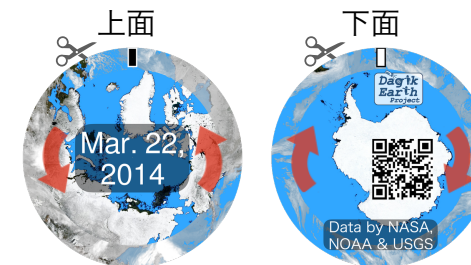 上面
下面
Mar. 22,
2014
Dagik
Earth
Project
Data by NASA,
NOAA & USGS